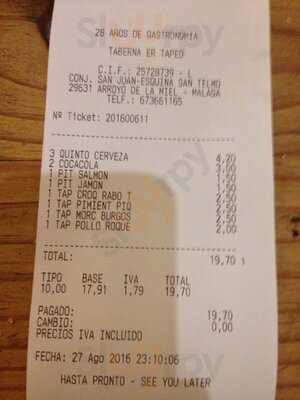 28 AÑOS DE GASTRONOMIA
TABERNA ER TAPEO
C.I.F.: 25728739 - L
CONJ. SAN JUAN-ESQUINA SAN TELMO
29631 ARROYO DE LA MIEL - MALAGA
TELF.: 673661165
Nº Ticket: 201600611
3 QUINTO CERVEZA 4,20
2 COCACOLA 3,00
1 PIT SALMON 1,50
1 PIT JAMON 1,50
1 TAP CROQ RABO T 2,50
1 TAP PIMIENT PIQ 2,50
1 TAP MORC BURGOS 2,50
1 TAP POLLO ROQUE 2,00
TOTAL: 19,70
TIPO BASE IVA TOTAL
10,00 17,91 1,79 19,70
PAGADO: 19,70
CAMBIO: 0,00
PRECIOS IVA INCLUIDO
FECHA: 27 Ago 2016 23:10:06
HASTA PRONTO - SEE YOU LATER